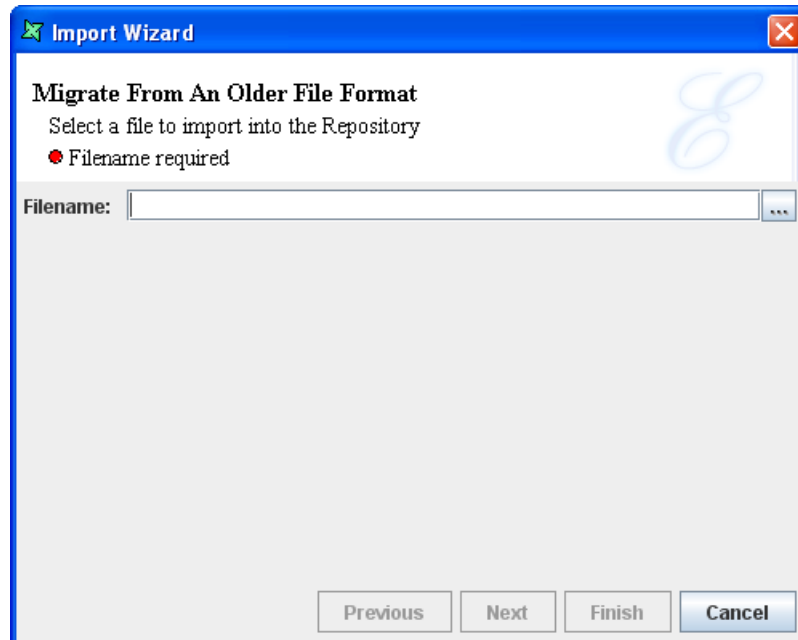 Import Wizard
Migrate From An Older File Format
Select a file to import into the Repository
Filename required
Filename:
...
Previous Next Finish Cancel